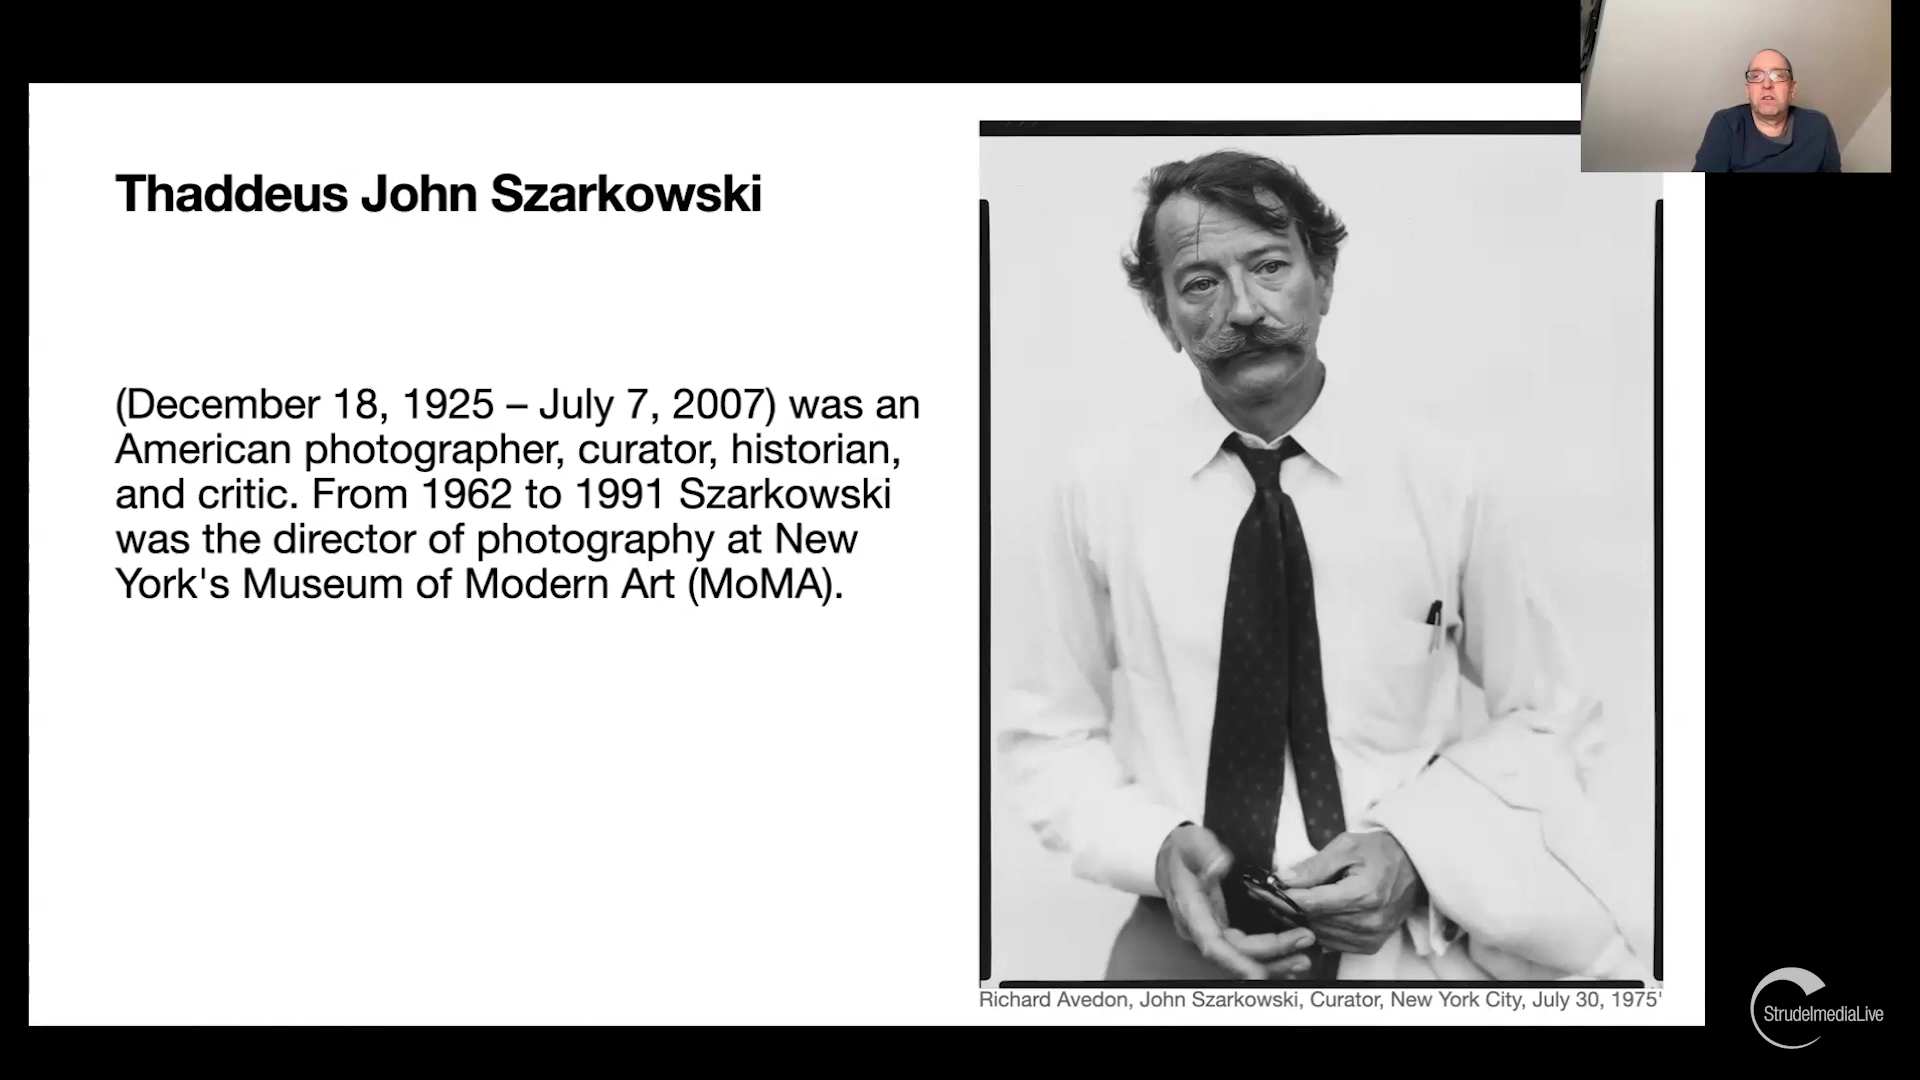 Thaddeus John Szarkowski
(December 18, 1925 – July 7, 2007) was an
American photographer, curator, historian,
and critic. From 1962 to 1991 Szarkowski
was the director of photography at New
York's Museum of Modern Art (MoMA).
Richard Avedon, John Szarkowski, Curator, New York City, July 30, 1975'
StrudelmediaLive